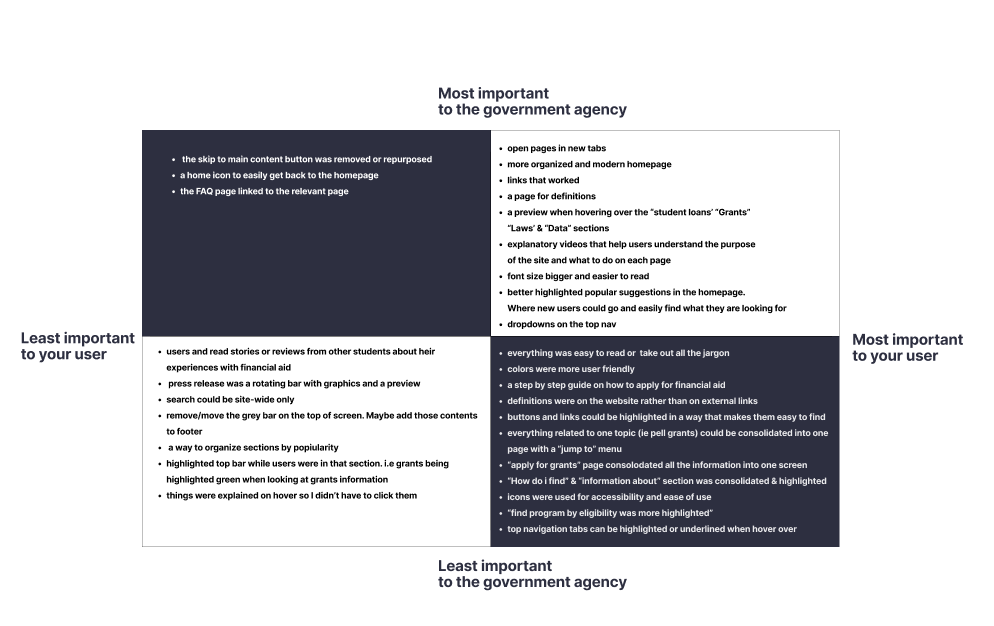 Most important
to the government agency
• the skip to main content button was removed or repurposed
• a home icon to easily get back to the homepage
• the FAQ page linked to the relevant page
• open pages in new tabs
• more organized and modern homepage
• links that worked
• a page for definitions
• a preview when hovering over the “student loans’ “Grants”
“Laws’ & “Data” sections
• explanatory videos that help users understand the purpose
of the site and what to do on each page
• font size bigger and easier to read
• better highlighted popular suggestions in the homepage.
Where new users could go and easily find what they are looking for
• dropdowns on the top nav
Least important
to your user
Most important
to your user
• users and read stories or reviews from other students about heir
experiences with financial aid
• press release was a rotating bar with graphics and a preview
• search could be site-wide only
• remove/move the grey bar on the top of screen. Maybe add those contents
to footer
• a way to organize sections by popiularity
• highlighted top bar while users were in that section. i.e grants being
highlighted green when looking at grants information
• things were explained on hover so I didn’t have to click them
• everything was easy to read or take out all the jargon
• colors were more user friendly
• a step by step guide on how to apply for financial aid
• definitions were on the website rather than on external links
• buttons and links could be highlighted in a way that makes them easy to find
• everything related to one topic (ie pell grants) could be consolidated into one
page with a “jump to” menu
• “apply for grants” page consolodated all the information into one screen
• “How do i find” & “information about” section was consolidated & highlighted
• icons were used for accessibility and ease of use
• “find program by eligibility was more highlighted”
• top navigation tabs can be highlighted or underlined when hover over
Least important
to the government agency